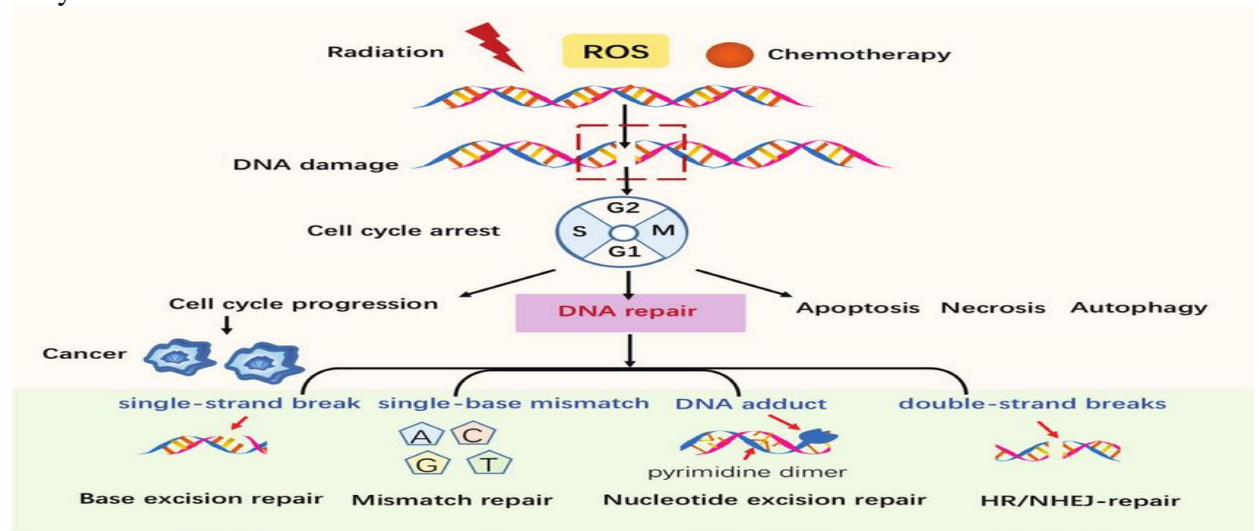 Radiation ROS Chemotherapy
DNA damage
G2
Cell cycle arrest S M
G1
Cell cycle progression DNA repair Apoptosis Necrosis Autophagy
Cancer
single-strand break single-base mismatch DNA adduct double-strand breaks
A C
G T
pyrimidine dimer
Base excision repair Mismatch repair Nucleotide excision repair HR/NHEJ-repair